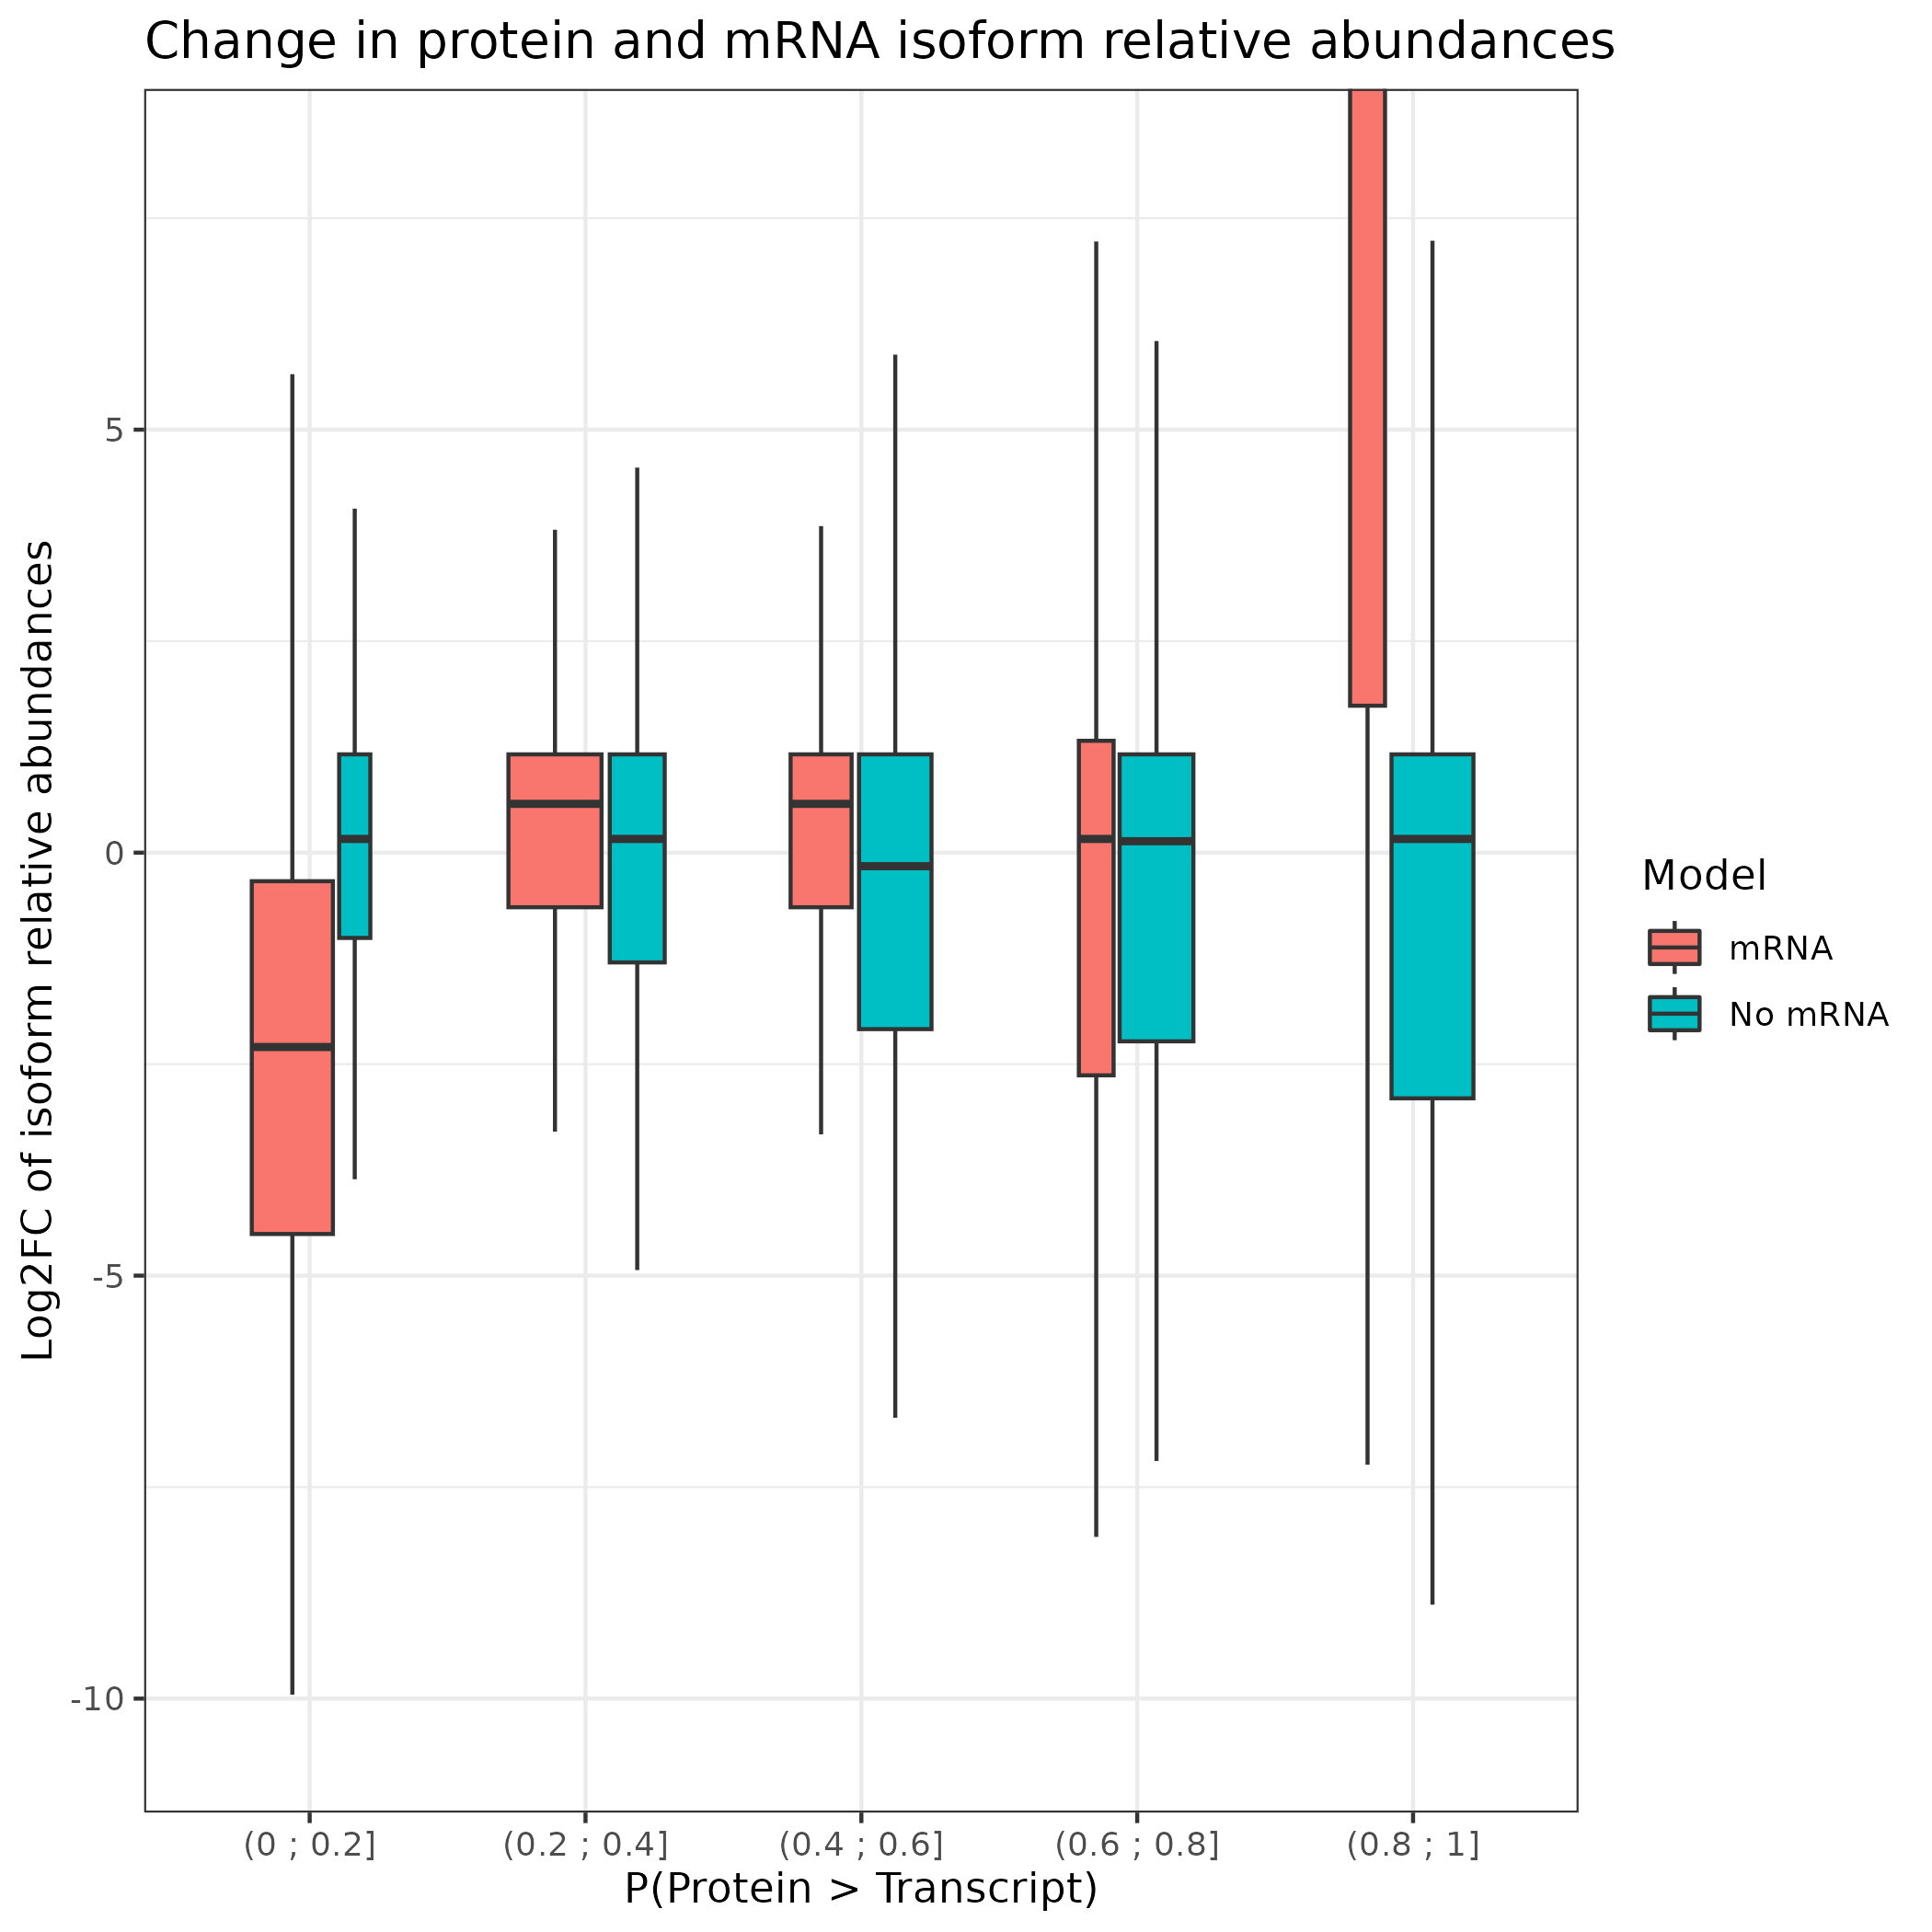 Change in protein and mRNA isoform relative abundances
Log2FC of isoform relative abundances
5
0
-5
-10
(0 ; 0.2]
(0.2 ; 0.4]
(0.4 ; 0.6]
(0.6 ; 0.8]
(0.8 ; 1]
P(Protein > Transcript)
Model
mRNA
No mRNA